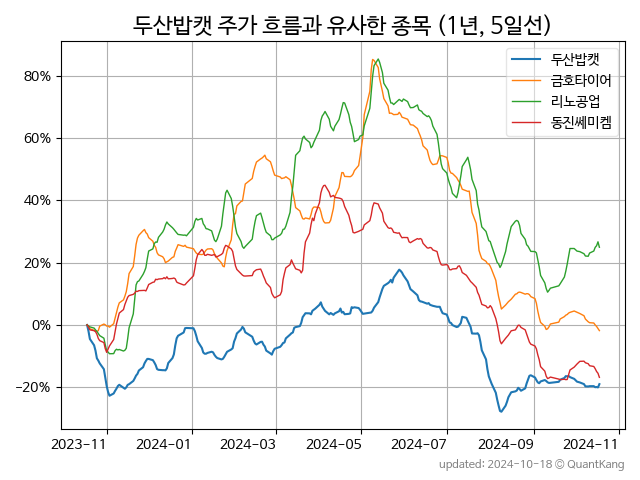 두산밥캣 주가 흐름과 유사한 종목 (1년, 5일선)
두산밥캣
금호타이어
리노공업
동진쎄미켐
80%
60%
40%
20%
0%
−20%
2023-11
2024-01
2024-03
2024-05
2024-07
2024-09
2024-11
updated: 2024-10-18 © QuantKang